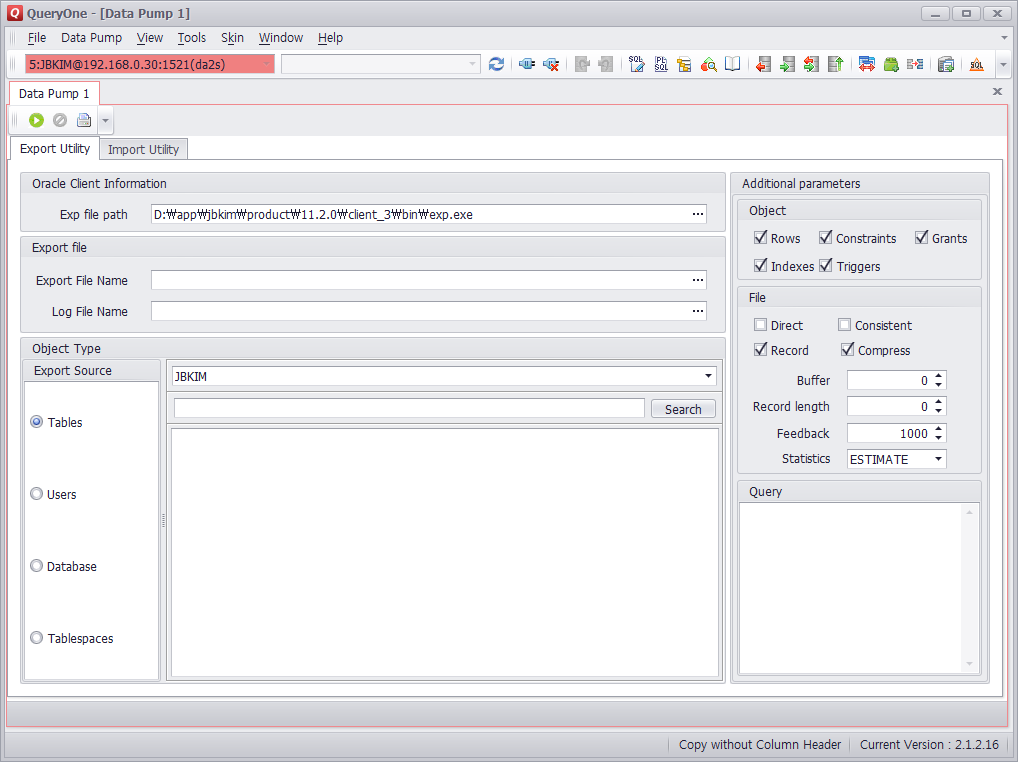 QueryOne - [Data Pump 1]
File Data Pump View Tools Skin Window Help
5:JBKIM@192.168.0.30:1521(da2s)
Data Pump 1
Export Utility Import Utility
Oracle Client Information
Exp file path D:₩app₩jbkim₩product₩11.2.0₩client_3₩bin₩exp.exe ...
Export file
Export File Name ...
Log File Name ...
Object Type
Export Source
Tables
Users
Database
Tablespaces
JBKIM
Search
Additional parameters
Object
Rows Constraints Grants
Indexes Triggers
File
Direct Consistent
Record Compress
Buffer 0
Record length 0
Feedback 1000
Statistics ESTIMATE
Query
Copy without Column Header Current Version : 2.1.2.16